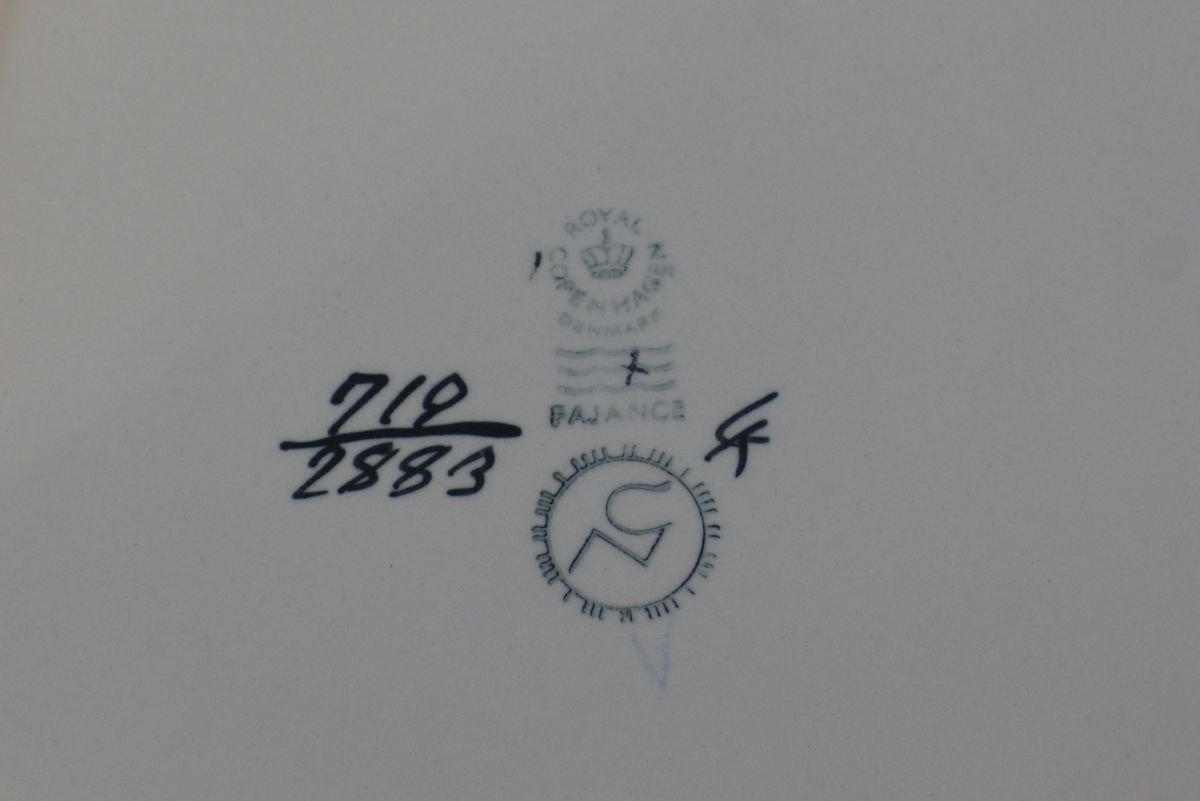 ROYAL COPENHAGEN
DENMARK
FAJANCE
719
2883